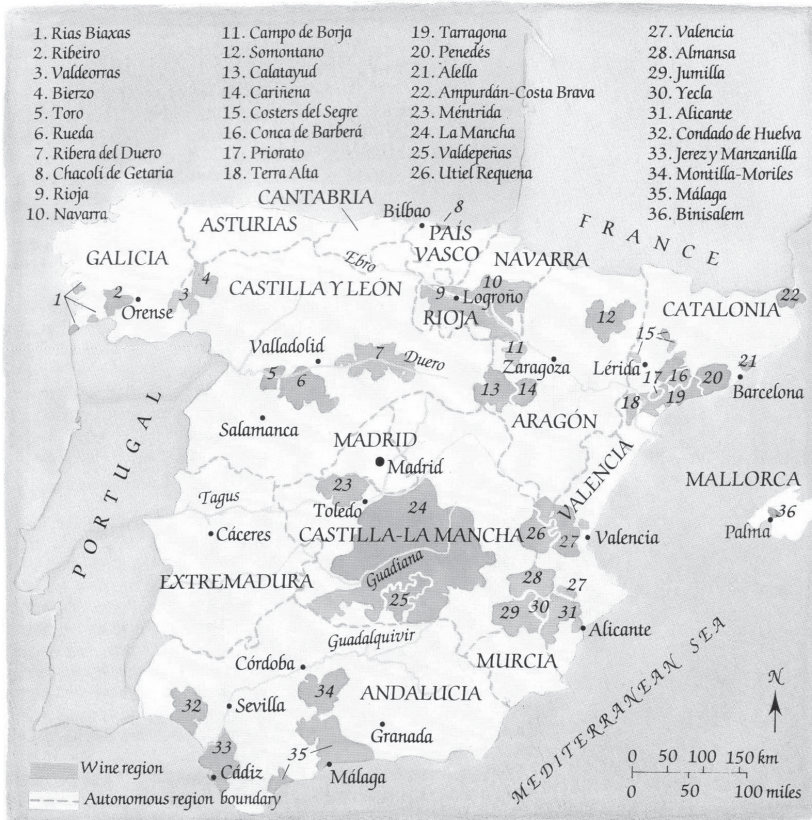 1. Rias Biaxas
2. Ribeiro
3. Valdeorras
4. Bierzo
5. Toro
6. Rueda
7. Ribera del Duero
8. Chacolí de Getaria
9. Rioja
10. Navarra
11. Campo de Borja
12. Somontano
13. Calatayud
14. Cariñena
15. Costers del Segre
16. Conca de Barberá
17. Priorato
18. Terra Alta
19. Tarragona
20. Penedés
21. Alella
22. Ampurdán-Costa Brava
23. Méntrida
24. La Mancha
25. Valdepeñas
26. Utiel Requena
27. Valencia
28. Almansa
29. Jumilla
30. Yecla
31. Alicante
32. Condado de Huelva
33. Jerez y Manzanilla
34. Montilla-Moriles
35. Málaga
36. Binisalem
CANTABRIA
ASTURIAS
Bilbao
8
PAÍS
VASCO
FRANCE
GALICIA
Ebro
NAVARRA
4
CASTILLA Y LEÓN
10
1
2
3
Orense
9
Logroño
RIOJA
12
CATALONIA
22
15
Valladolid
7
Duero
11
Zaragoza
Lérida
21
5
6
13
14
17
16
20
Barcelona
18
19
Salamanca
ARAGÓN
PORTUGAL
MADRID
Madrid
VALENCIA
MALLORCA
Tagus
23
24
36
Toledo
Palma
Cáceres
CASTILLA-LA MANCHA
26
27
Valencia
EXTREMADURA
Guadiana
28
27
25
29
30
31
Alicante
Guadalquivir
MURCIA
Córdoba
MEDITERRANEAN SEA
34
ANDALUCIA
N
32
Sevilla
Granada
33
35
Wine region
Cádiz
Málaga
0 50 100 150 km
Autonomous region boundary
0 50 100 miles